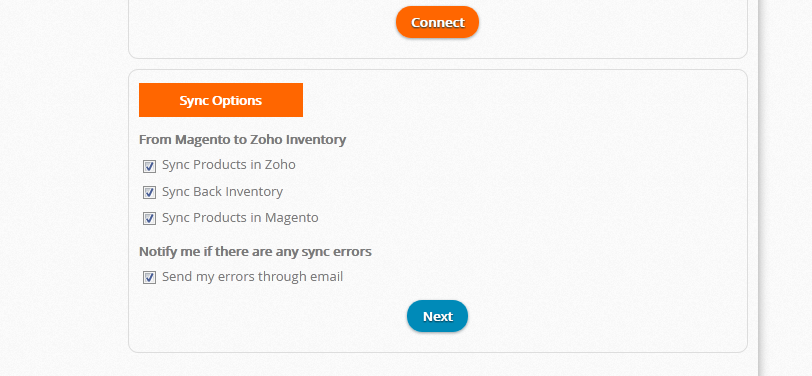 Connect
Sync Options
From Magento to Zoho Inventory
Sync Products in Zoho
Sync Back Inventory
Sync Products in Magento
Notify me if there are any sync errors
Send my errors through email
Next